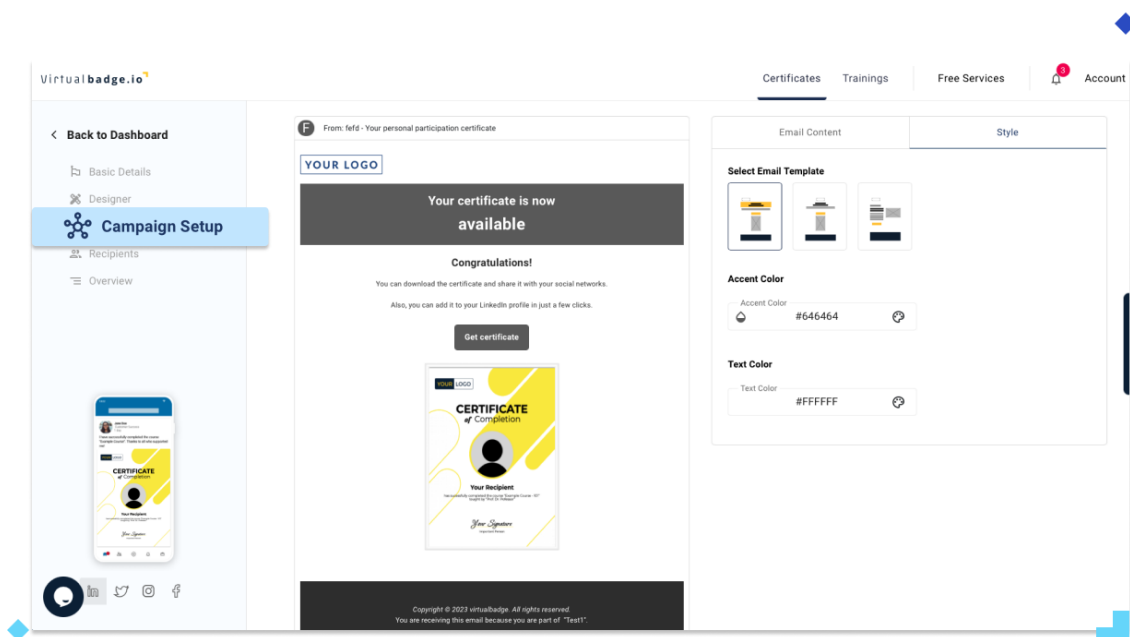 Virtualbadge.io
Certificates
Trainings
Free Services
3
Account
Back to Dashboard
Basic Details
Designer
Campaign Setup
Recipients
Overview
CERTIFICATE
of Completion
Your Recipient
Your Signature
in
F
From: fefd - Your personal participation certificate
YOUR LOGO
Your certificate is now
available
Congratulations!
You can download the certificate and share it with your social networks.
Also, you can add it to your LinkedIn profile in just a few clicks.
Get certificate
YOUR LOGO
CERTIFICATE
of Completion
Your Recipient
Your Signature
Important Person
Copyright © 2023 virtualbadge. All rights reserved.
You are receiving this email because you are part of "Test1".
Email Content
Style
Select Email Template
Accent Color
Accent Color
#646464
Text Color
Text Color
#FFFFFF